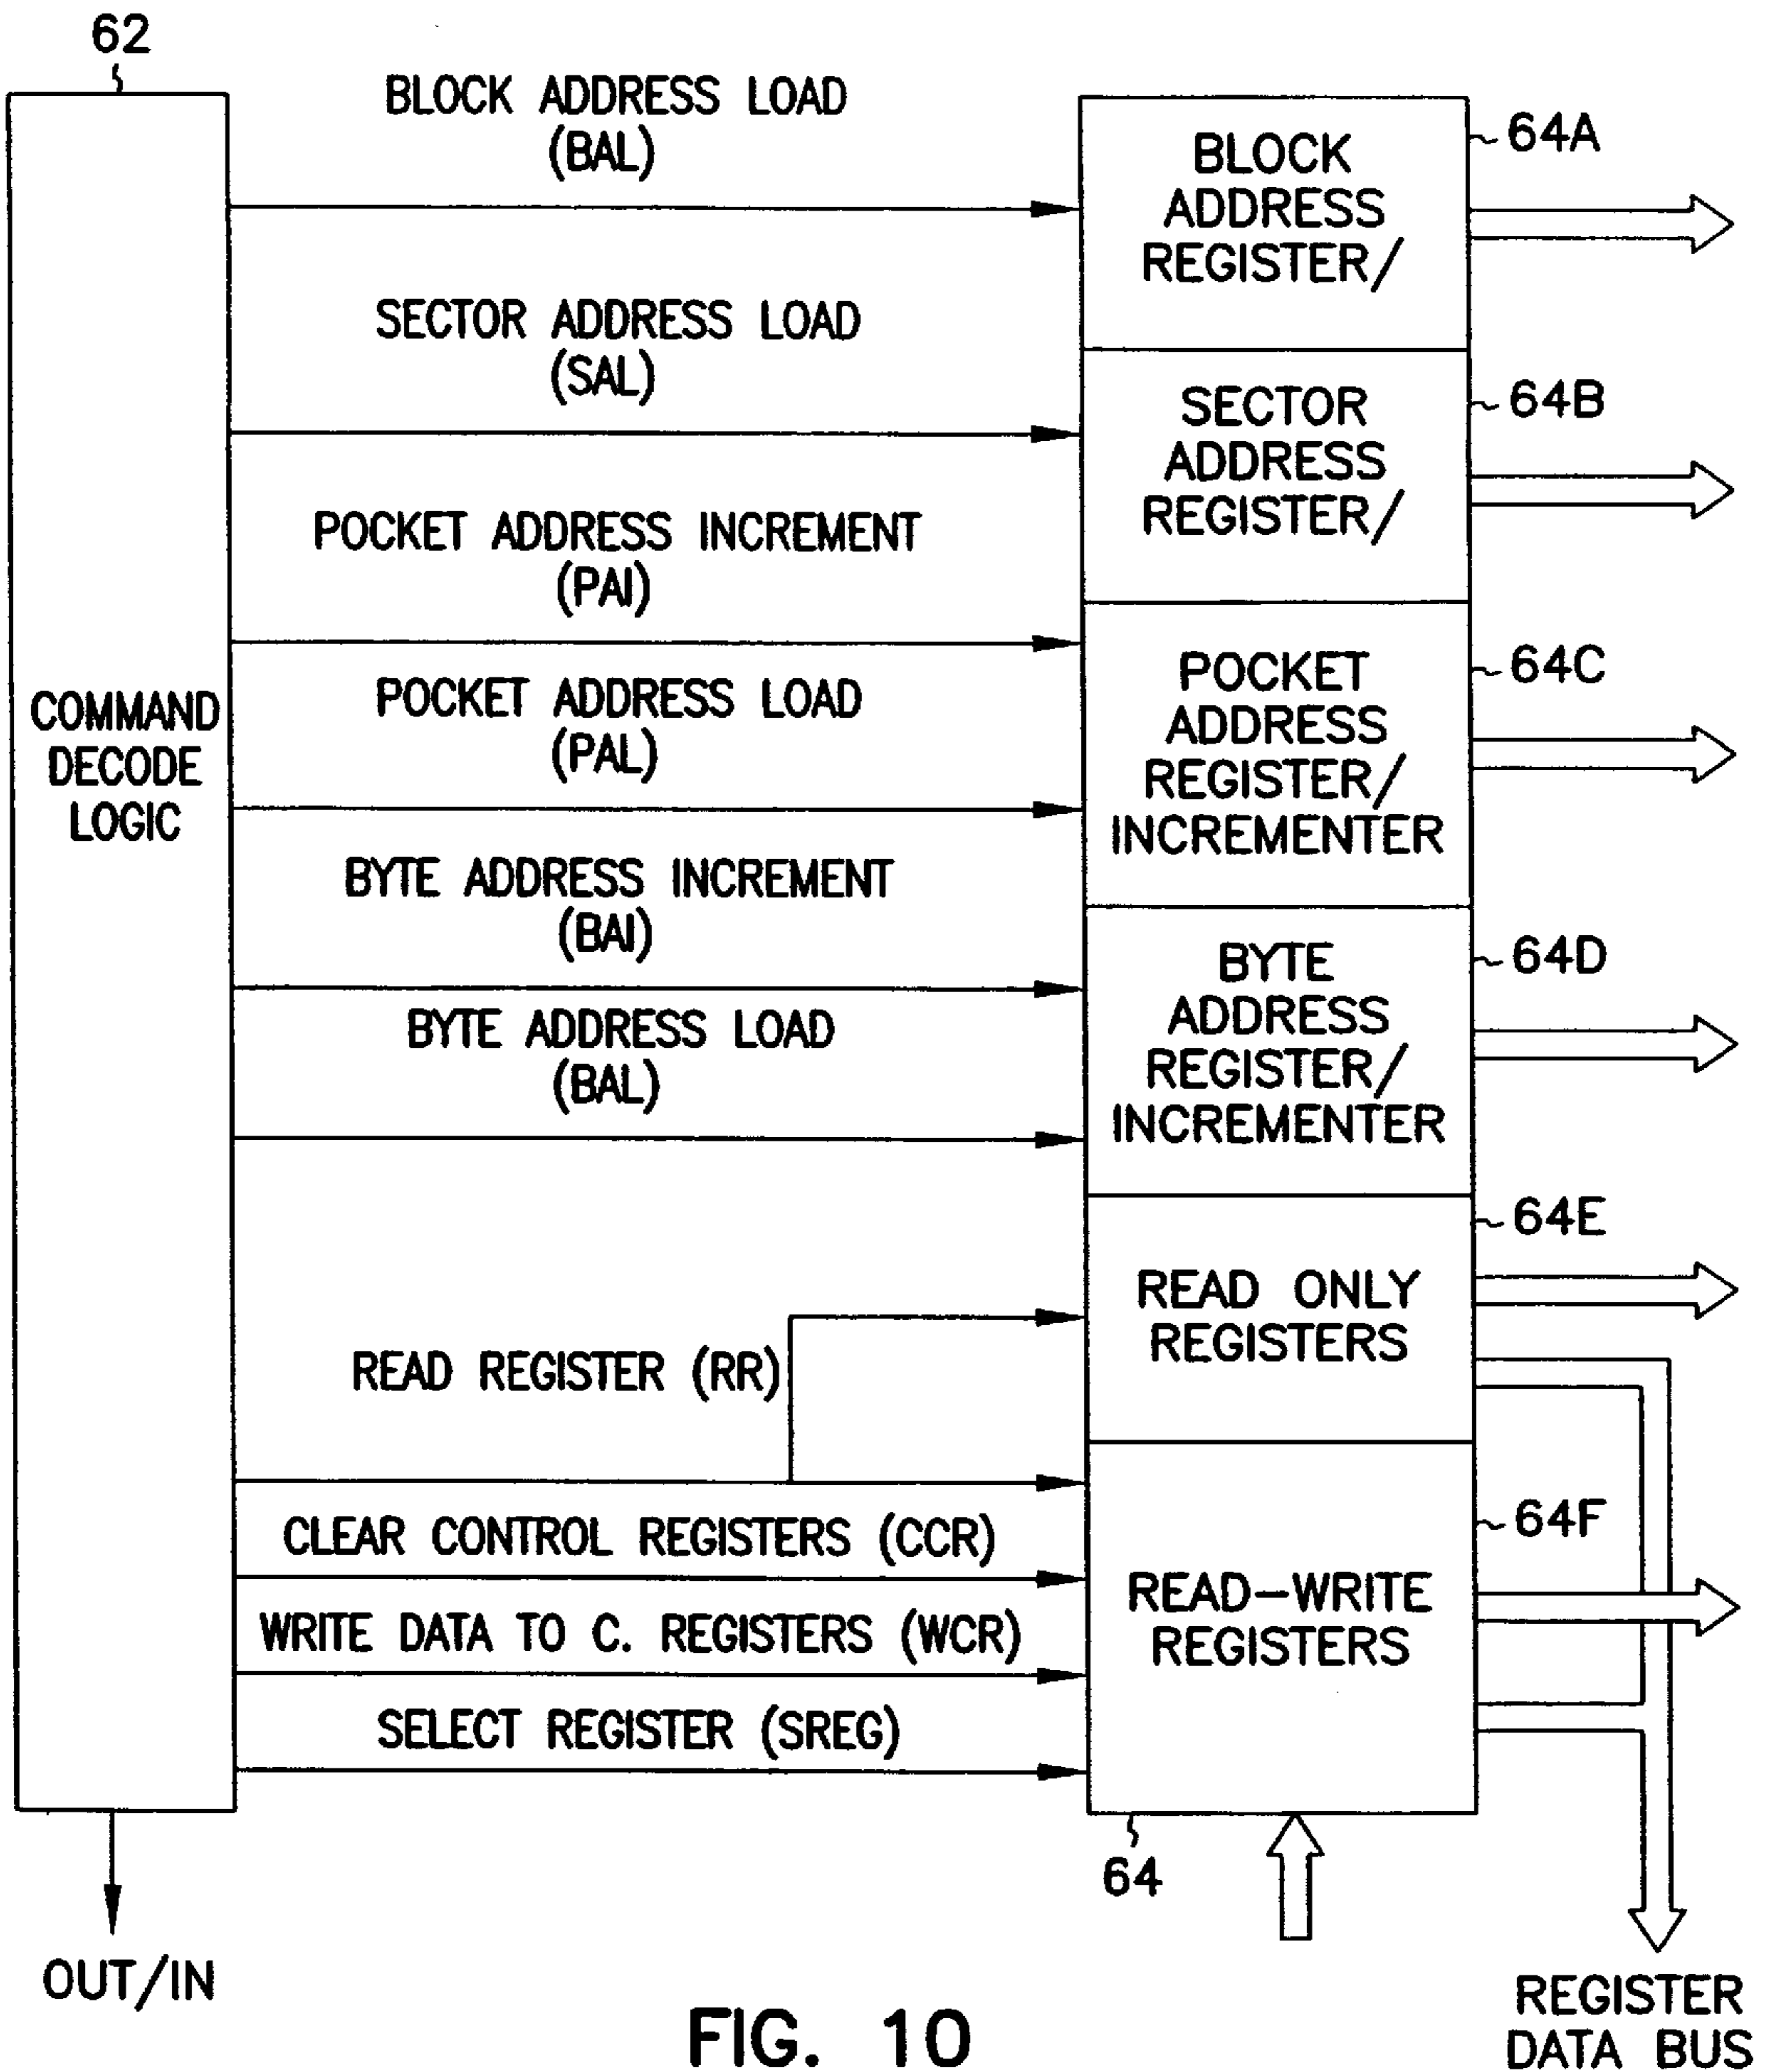 62
BLOCK ADDRESS LOAD
(BAL)
SECTOR ADDRESS LOAD
(SAL)
POCKET ADDRESS INCREMENT
(PAI)
POCKET ADDRESS LOAD
(PAL)
BYTE ADDRESS INCREMENT
(BAI)
BYTE ADDRESS LOAD
(BAL)
READ REGISTER (RR)
CLEAR CONTROL REGISTERS (CCR)
WRITE DATA TO C. REGISTERS (WCR)
SELECT REGISTER (SREG)
COMMAND
DECODE
LOGIC
BLOCK
ADDRESS
REGISTER/
64A
SECTOR
ADDRESS
REGISTER/
64B
POCKET
ADDRESS
REGISTER/
INCREMENTER
64C
BYTE
ADDRESS
REGISTER/
INCREMENTER
64D
READ ONLY
REGISTERS
64E
READ-WRITE
REGISTERS
64F
64
OUT/IN
REGISTER
DATA BUS
FIG. 10